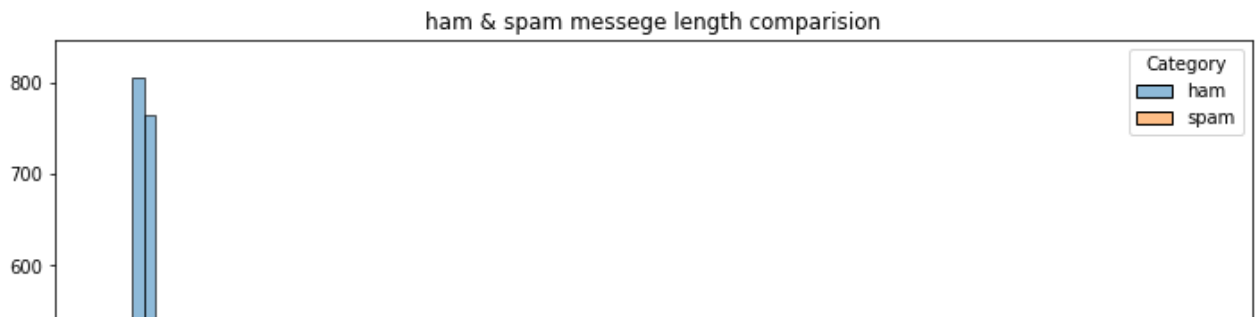 ham & spam messege length comparision
Category
ham
spam
800
700
600